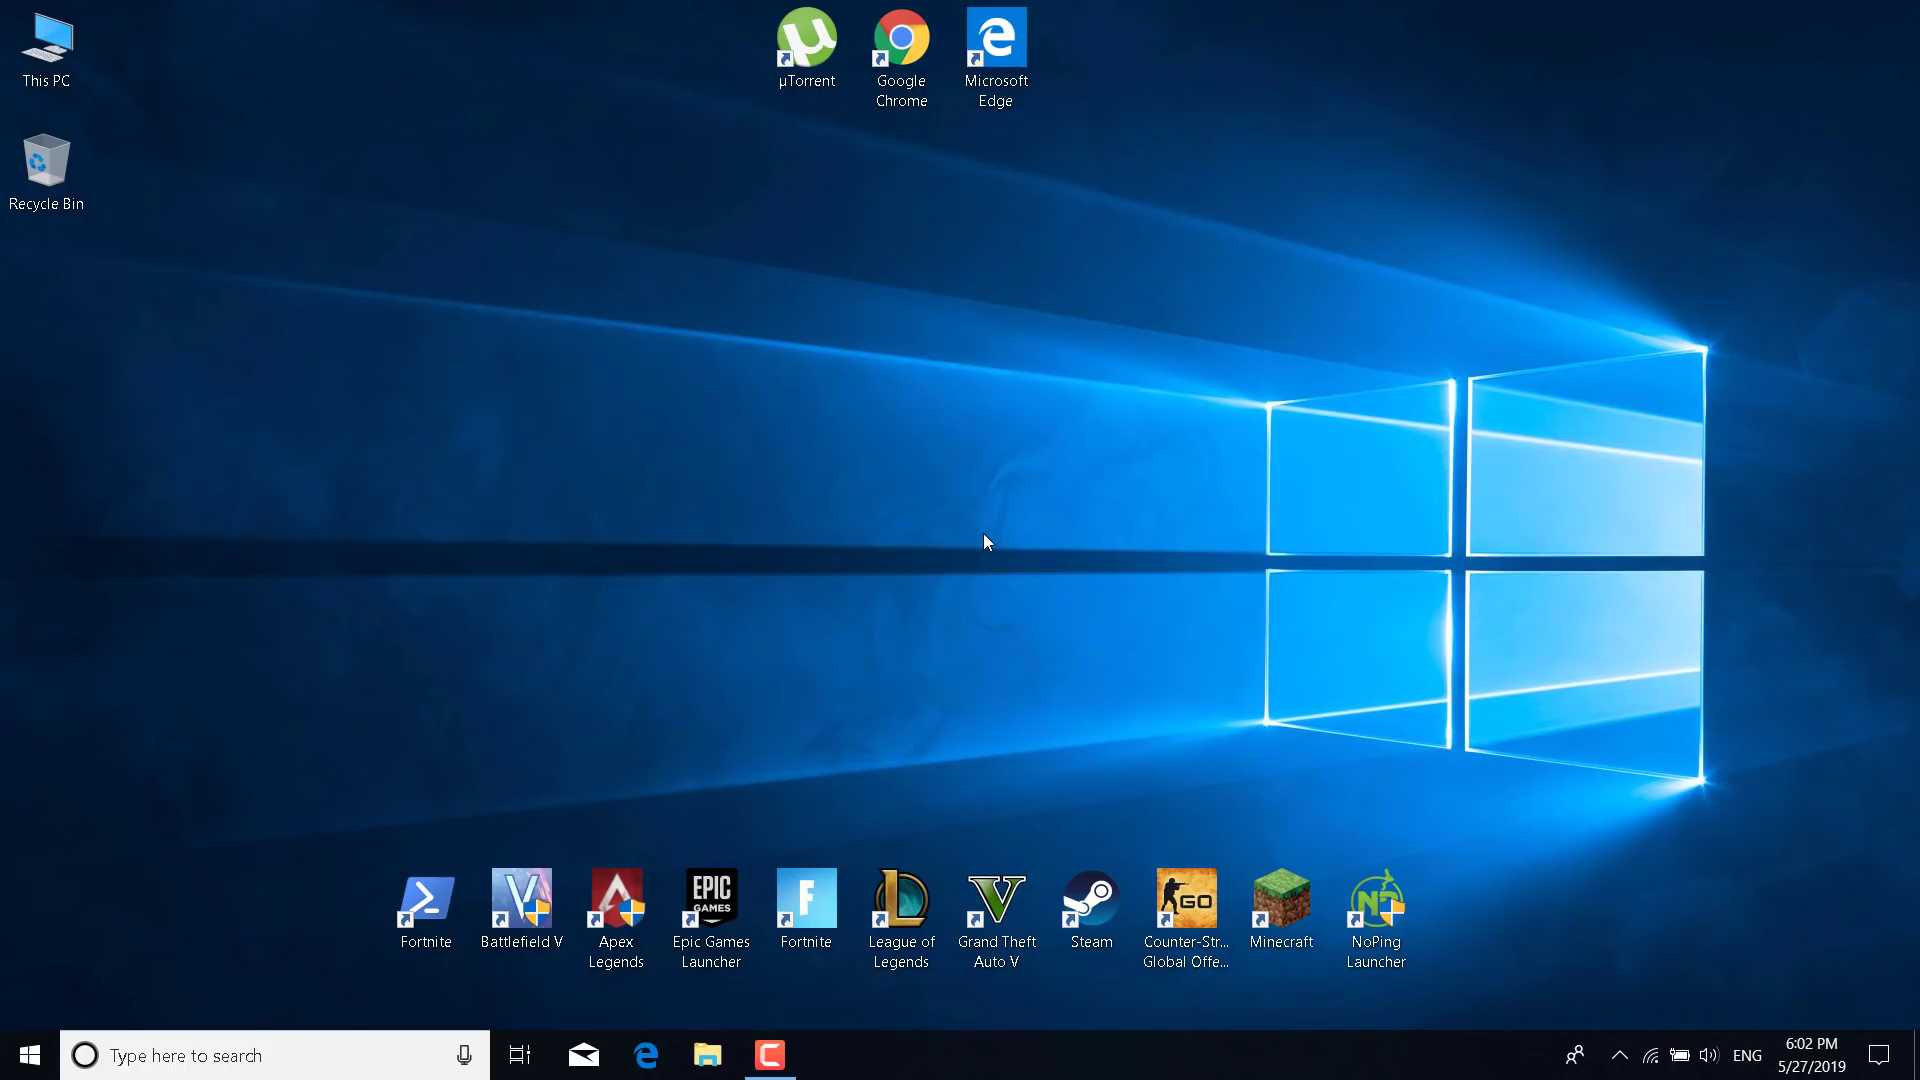 This PC
Recycle Bin
µTorrent
Google
Chrome
Microsoft
Edge
Fortnite
Battlefield V
Apex
Legends
EPIC
GAMES
Epic Games
Launcher
Fortnite
League of
Legends
Grand Theft
Auto V
Steam
GO
Counter-Str...
Global Offe...
Minecraft
NoPing
Launcher
Type here to search
ENG
6:02 PM
5/27/2019